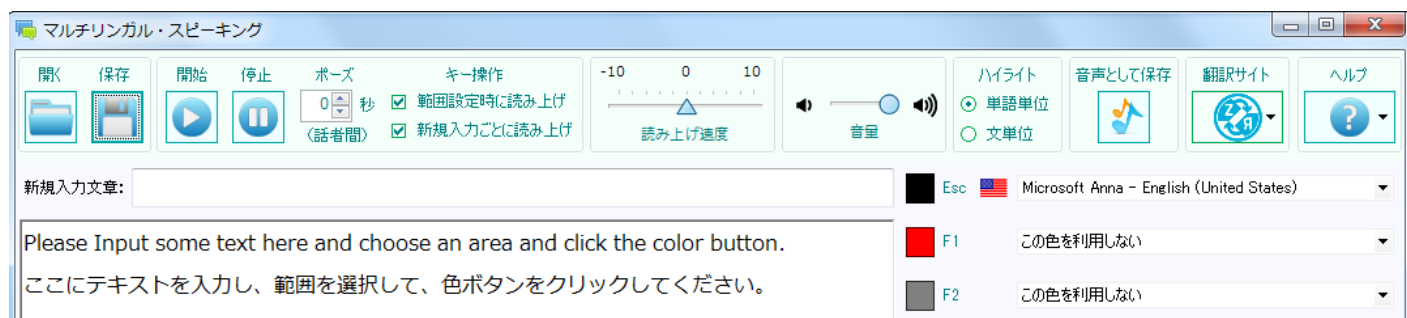 マルチリンガル・スピーキング
開く 保存 開始 停止 ポーズ キー操作 -10 0 10 ハイライト 音声として保存 翻訳サイト ヘルプ
0 秒 範囲設定時に読み上げ 単語単位
(話者間) 新規入力ごとに読み上げ 読み上げ速度 音量 文単位
新規入力文章: Esc Microsoft Anna - English (United States)
Please Input some text here and choose an area and click the color button. F1 この色を利用しない
ここにテキストを入力し、範囲を選択して、色ボタンをクリックしてください。 F2 この色を利用しない